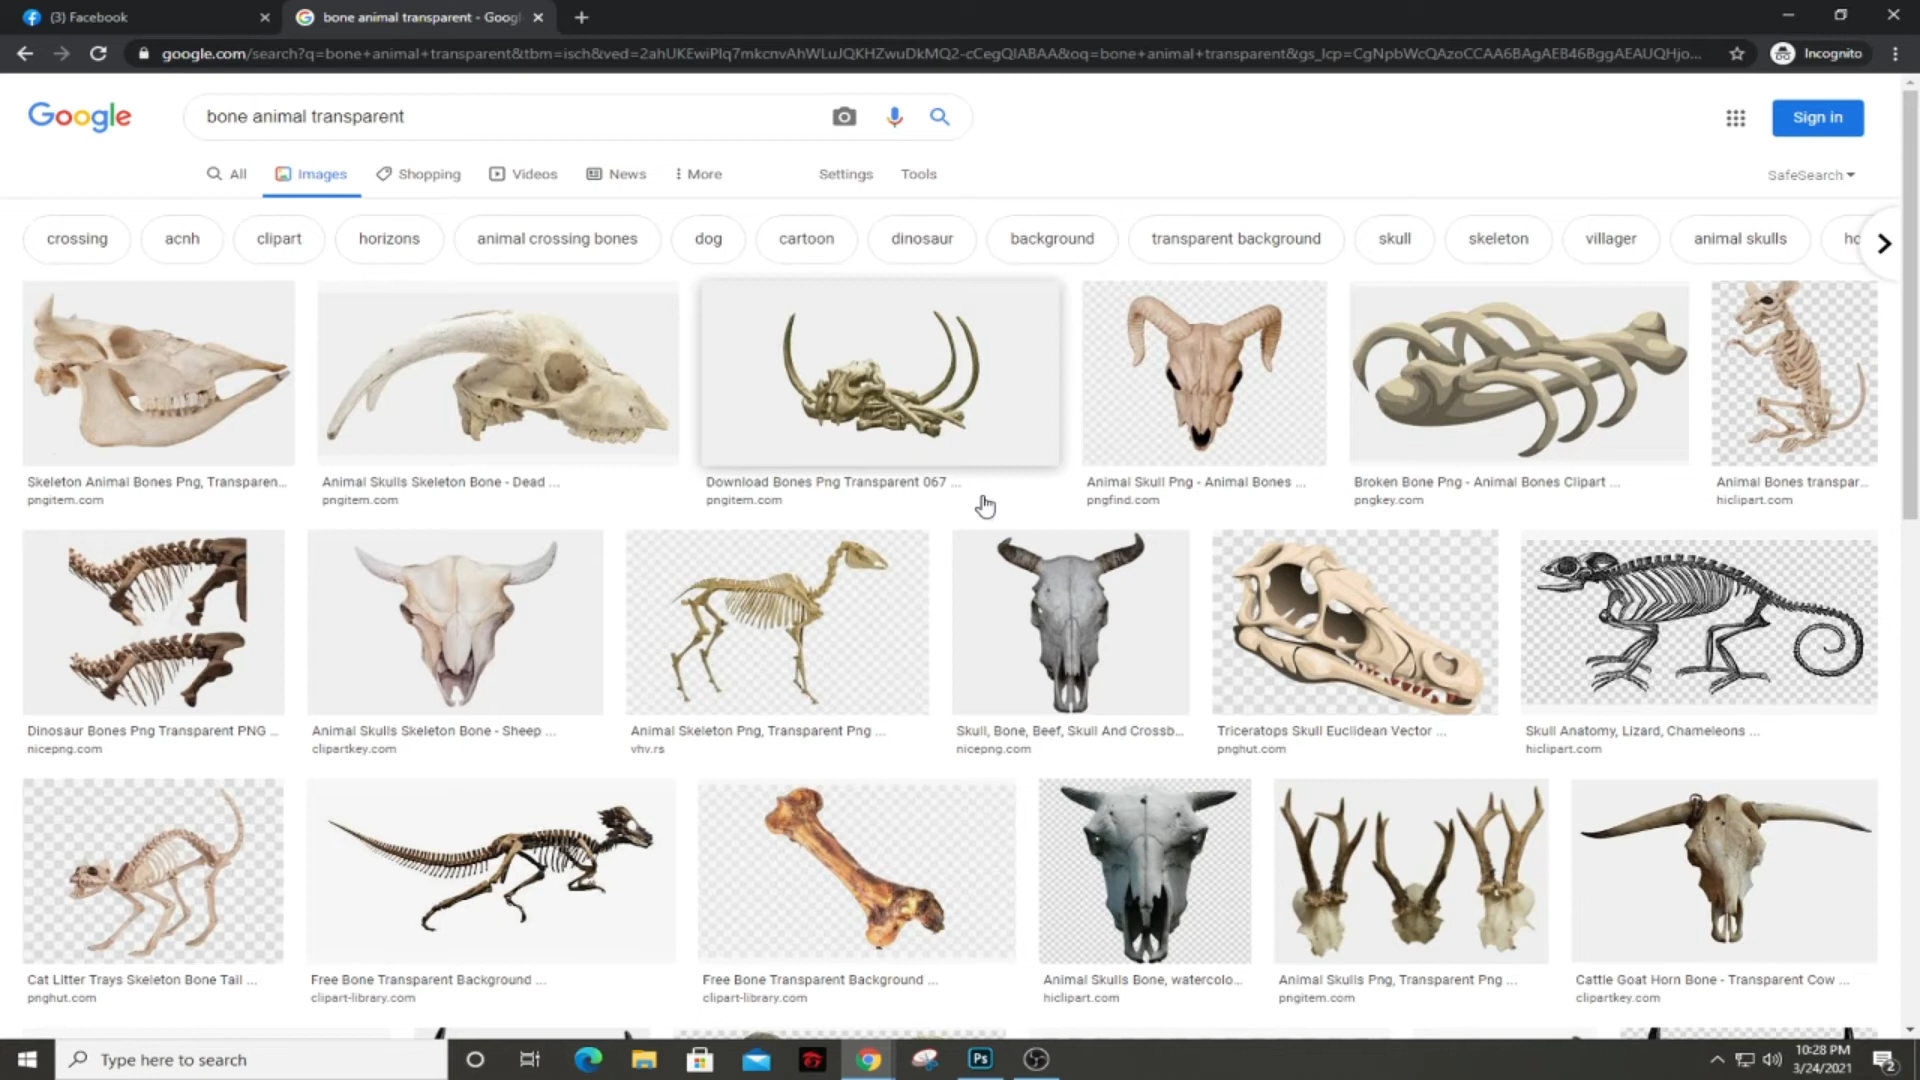 (3) Facebook
bone animal transparent - Googl
google.com/search?q=bone+animal+transparent&tbm=isch&ved=2ahUKEwiPlq7mkcnvAhWLuJQKHZwuDkMQ2-cCegQIABAA&oq=bone+animal+transparent&gs_lcp=CgNpbWcQAzoCCAA6BAgAEB46BggAEAUQHjo...
Incognito
Google
bone animal transparent
Sign in
All
Images
Shopping
Videos
News
More
Settings
Tools
SafeSearch
crossing
acnh
clipart
horizons
animal crossing bones
dog
cartoon
dinosaur
background
transparent background
skull
skeleton
villager
animal skulls
Skeleton Animal Bones Png, Transparen...
pngitem.com
Animal Skulls Skeleton Bone - Dead ...
pngitem.com
Download Bones Png Transparent 067 ...
pngitem.com
Animal Skull Png - Animal Bones ...
pngfind.com
Broken Bone Png - Animal Bones Clipart ...
pngkey.com
Animal Bones transpar...
hiclipart.com
Dinosaur Bones Png Transparent PNG ...
nicepng.com
Animal Skulls Skeleton Bone - Sheep ...
clipartkey.com
Animal Skeleton Png, Transparent Png ...
vhv.rs
Skull, Bone, Beef, Skull And Crossb...
nicepng.com
Triceratops Skull Euclidean Vector ...
pnghut.com
Skull Anatomy, Lizard, Chameleons ...
hiclipart.com
Cat Litter Trays Skeleton Bone Tail ...
pnghut.com
Free Bone Transparent Background ...
clipart-library.com
Free Bone Transparent Background ...
clipart-library.com
Animal Skulls Bone, watercolo...
hiclipart.com
Animal Skulls Png, Transparent Png ...
pngitem.com
Cattle Goat Horn Bone - Transparent Cow ...
clipartkey.com
Type here to search
Ps
10:28 PM
3/24/2021
2